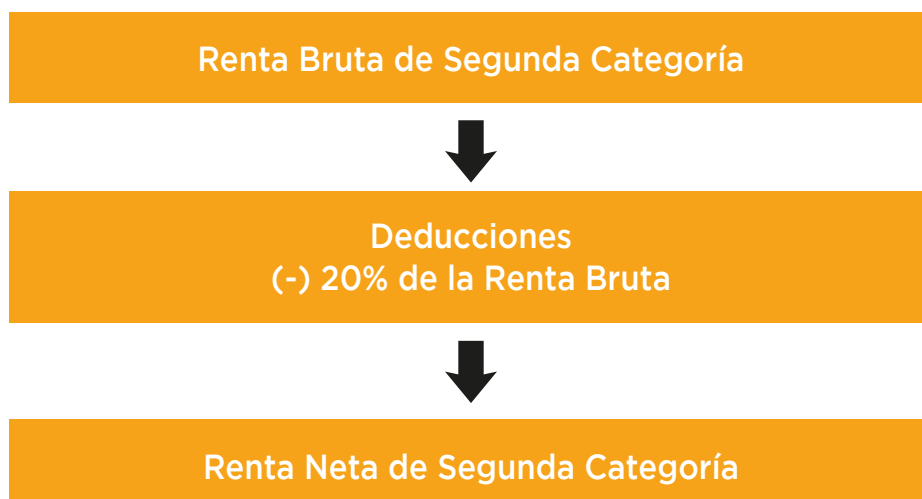 Renta Bruta de Segunda Categoría
Deducciones
(-) 20% de la Renta Bruta
Renta Neta de Segunda Categoría